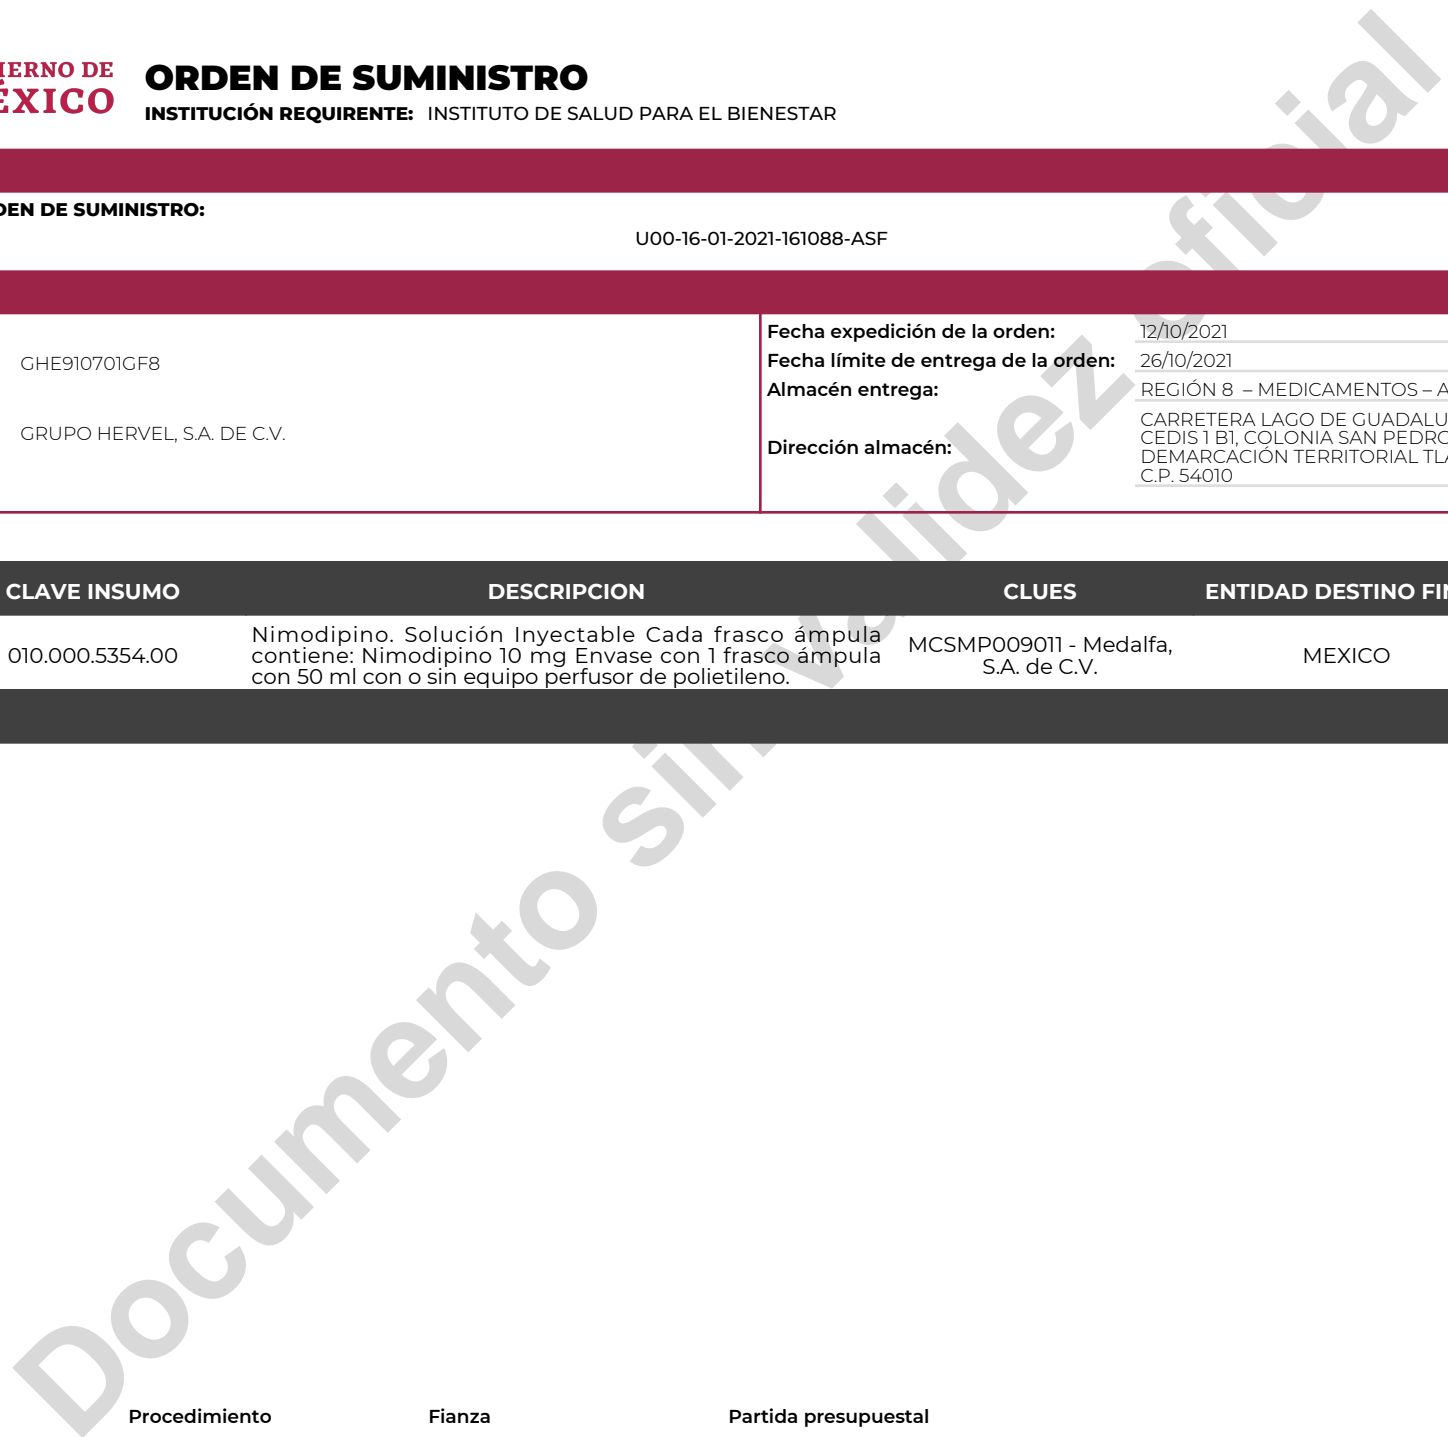 IERNO DE
ÉXICO
ORDEN DE SUMINISTRO
INSTITUCIÓN REQUIRENTE: INSTITUTO DE SALUD PARA EL BIENESTAR
DEN DE SUMINISTRO:
U00-16-01-2021-161088-ASF
GHE910701GF8
GRUPO HERVEL, S.A. DE C.V.
Fecha expedición de la orden: 12/10/2021
Fecha límite de entrega de la orden: 26/10/2021
Almacén entrega: REGIÓN 8 – MEDICAMENTOS – A
Dirección almacén:
CARRETERA LAGO DE GUADALU
CEDIS 1 B1, COLONIA SAN PEDRO
DEMARCACIÓN TERRITORIAL TLA
C.P. 54010
CLAVE INSUMO DESCRIPCION CLUES ENTIDAD DESTINO FIN
010.000.5354.00
Nimodipino. Solución Inyectable Cada frasco ámpula
contiene: Nimodipino 10 mg Envase con 1 frasco ámpula
con 50 ml con o sin equipo perfusor de polietileno.
MCSMP009011 - Medalfa,
S.A. de C.V.
MEXICO
Documento sin validez oficial
Procedimiento Fianza Partida presupuestal